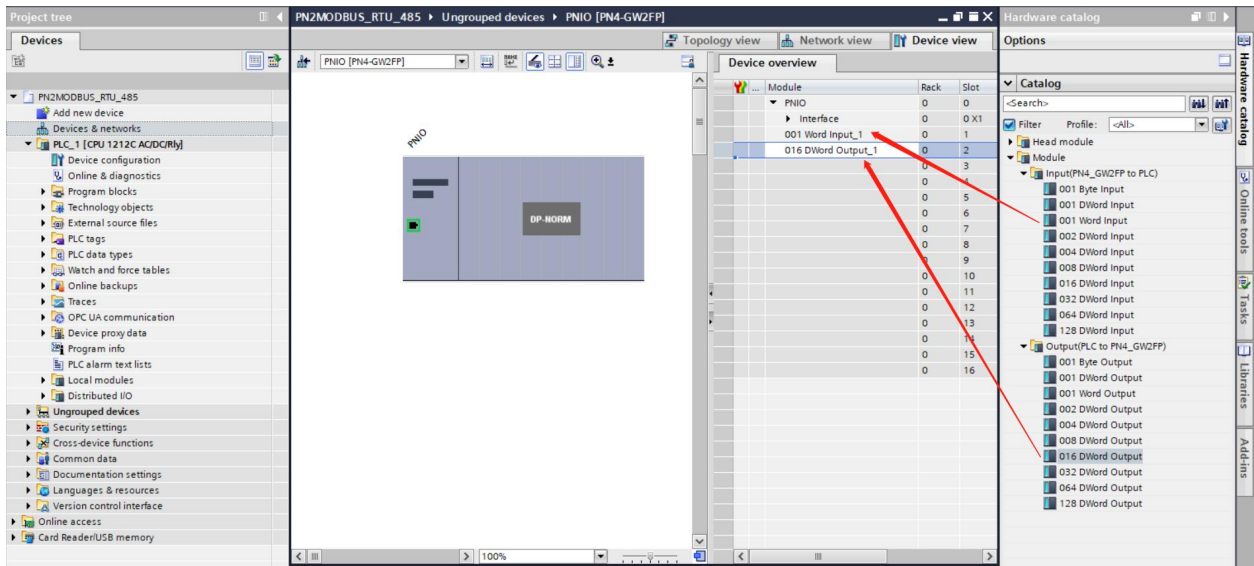 Project tree
Devices
PN2MODBUS_RTU_485
Add new device
Devices & networks
PLC_1 [CPU 1212C AC/DC/Rly]
Device configuration
Online & diagnostics
Program blocks
Technology objects
External source files
PLC tags
PLC data types
Watch and force tables
Online backups
Traces
OPC UA communication
Device proxy data
Program info
PLC alarm text lists
Local modules
Distributed I/O
Ungrouped devices
Security settings
Cross-device functions
Common data
Documentation settings
Languages & resources
Version control interface
Online access
Card Reader/USB memory
PN2MODBUS_RTU_485 Ungrouped devices PNIO [PN4-GW2FP]
Topology view Network view Device view
PNIO [PN4-GW2FP]
PNIO
DP-NORM
100%
Device overview
... Module Rack Slot
PNIO 0 0
Interface 0 0 X1
001 Word Input_1 0 1
016 DWord Output_1 0 2
0 3
0 4
0 5
0 6
0 7
0 8
0 9
0 10
0 11
0 12
0 13
0 14
0 15
0 16
Hardware catalog
Options
Catalog
<Search>
Filter Profile: <All>
Head module
Module
Input(PN4_GW2FP to PLC)
001 Byte Input
001 DWord Input
001 Word Input
002 DWord Input
004 DWord Input
008 DWord Input
016 DWord Input
032 DWord Input
064 DWord Input
128 DWord Input
Output(PLC to PN4_GW2FP)
001 Byte Output
001 DWord Output
001 Word Output
002 DWord Output
004 DWord Output
008 DWord Output
016 DWord Output
032 DWord Output
064 DWord Output
128 DWord Output
Hardware catalog
Online tools
Tasks
Libraries
Add-ins